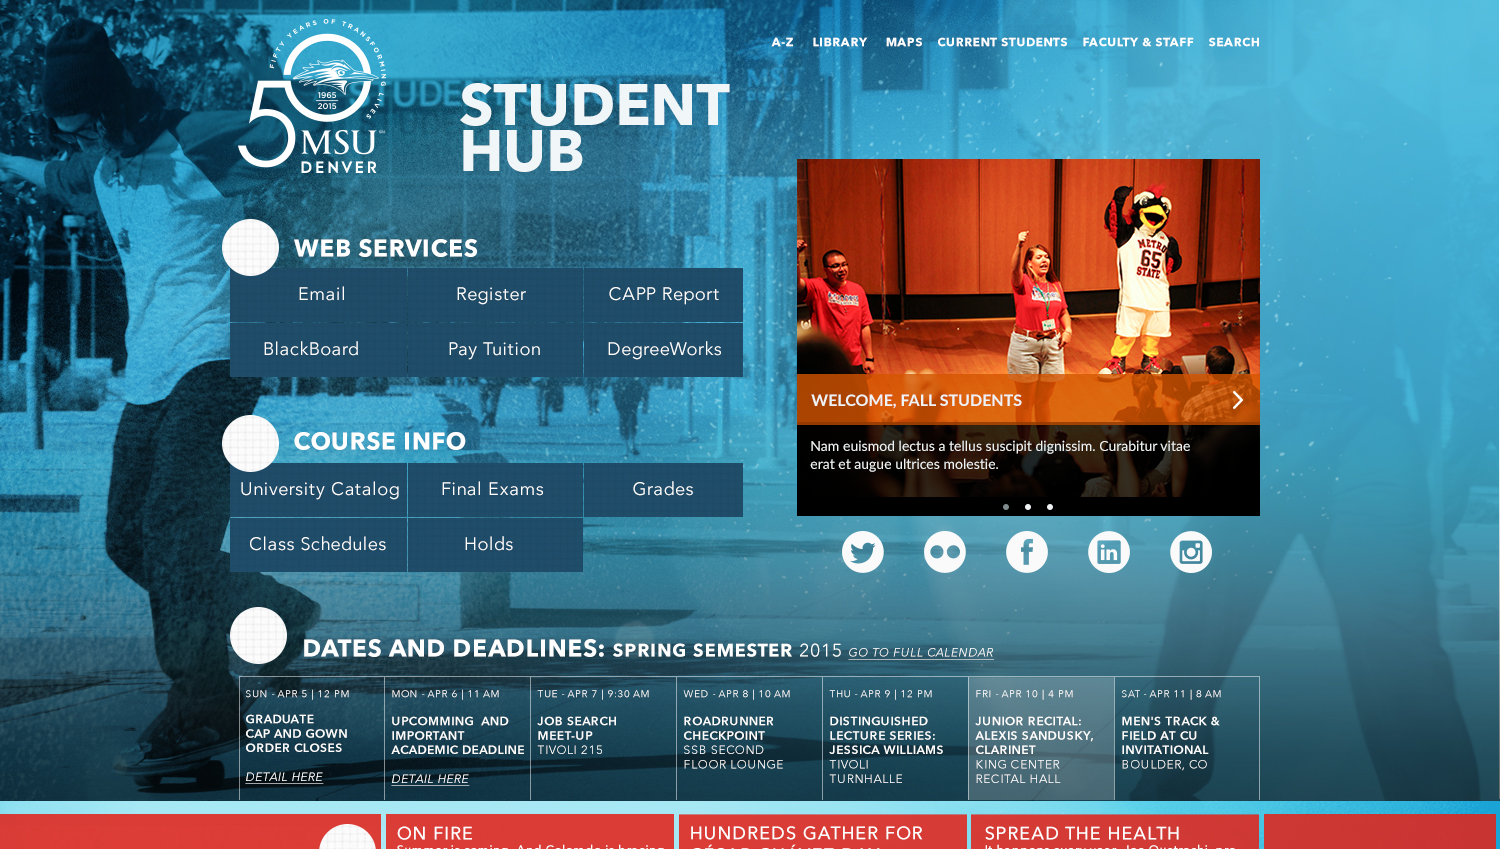 FIFTY YEARS OF TRANSFORMING LIVES
1965
2015
50
MSU
DENVER
STUDENT
HUB
A-Z LIBRARY MAPS CURRENT STUDENTS FACULTY & STAFF SEARCH
WEB SERVICES
Email Register CAPP Report
BlackBoard Pay Tuition DegreeWorks
METRO
65
STATE
WELCOME, FALL STUDENTS
Nam euismod lectus a tellus suscipit dignissim. Curabitur vitae
erat et augue ultrices molestie.
COURSE INFO
University Catalog Final Exams Grades
Class Schedules Holds
DATES AND DEADLINES: SPRING SEMESTER 2015 GO TO FULL CALENDAR
SUN - APR 5 | 12 PM
GRADUATE
CAP AND GOWN
ORDER CLOSES
DETAIL HERE
MON - APR 6 | 11 AM
UPCOMMING AND
IMPORTANT
ACADEMIC DEADLINE
DETAIL HERE
TUE - APR 7 | 9:30 AM
JOB SEARCH
MEET-UP
TIVOLI 215
WED - APR 8 | 10 AM
ROADRUNNER
CHECKPOINT
SSB SECOND
FLOOR LOUNGE
THU - APR 9 | 12 PM
DISTINGUISHED
LECTURE SERIES:
JESSICA WILLIAMS
TIVOLI
TURNHALLE
FRI - APR 10 | 4 PM
JUNIOR RECITAL:
ALEXIS SANDUSKY,
CLARINET
KING CENTER
RECITAL HALL
SAT - APR 11 | 8 AM
MEN'S TRACK &
FIELD AT CU
INVITATIONAL
BOULDER, CO
ON FIRE
HUNDREDS GATHER FOR
SPREAD THE HEALTH